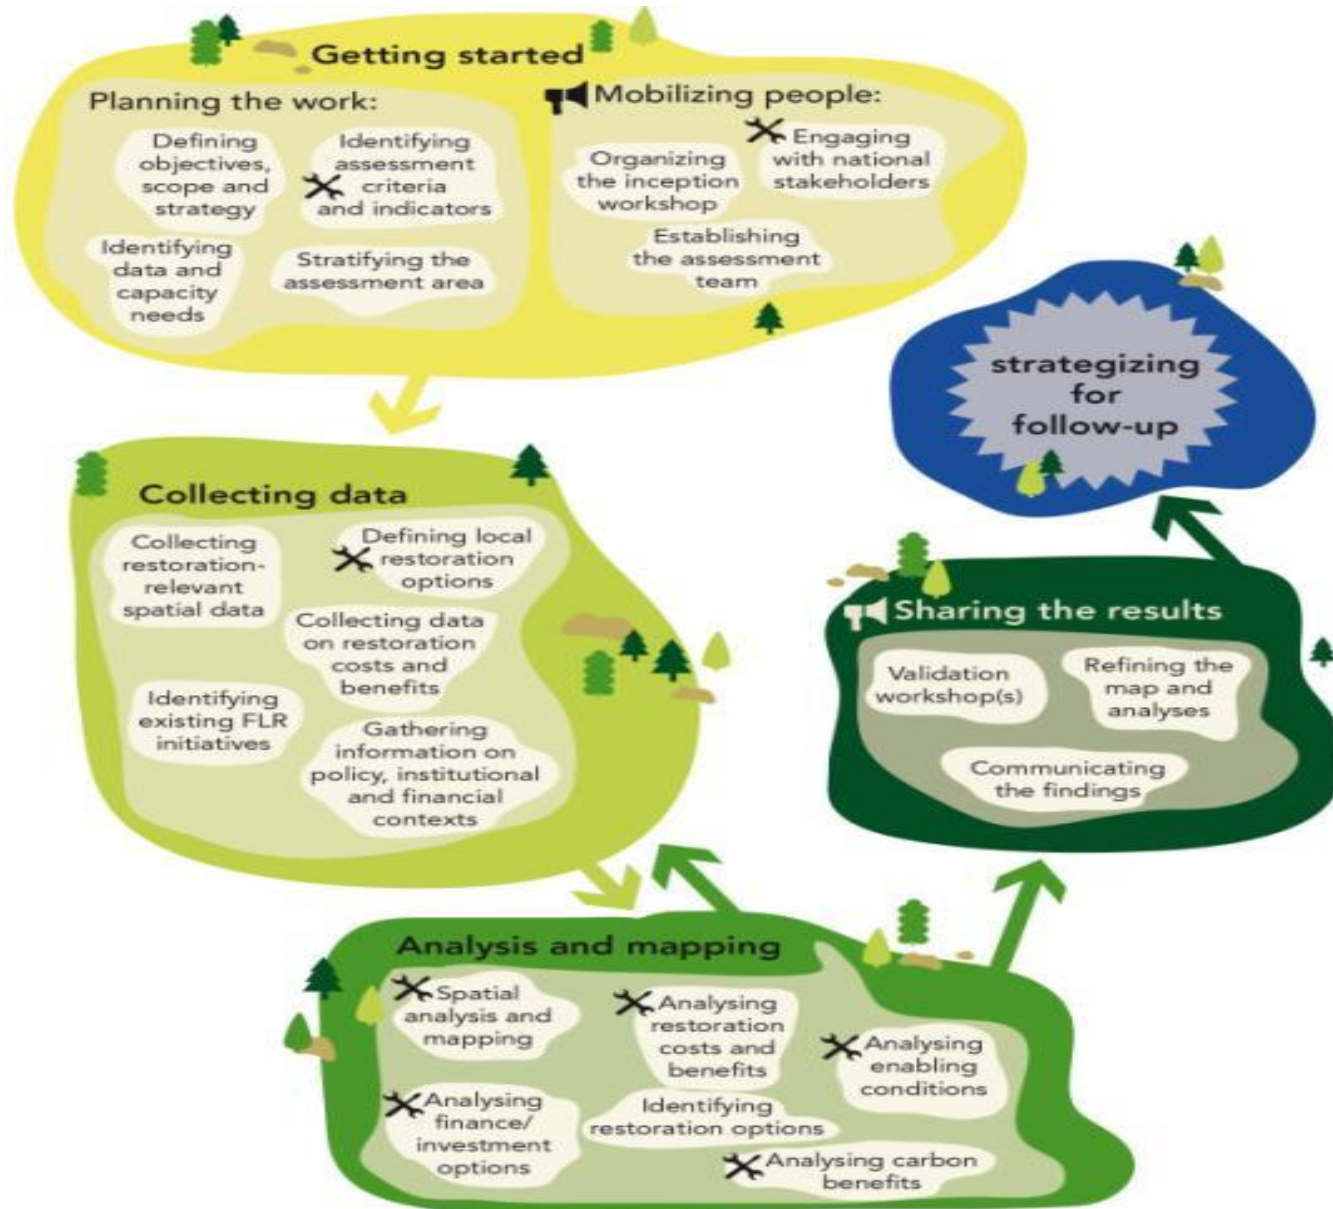 Getting started
Planning the work:
Defining
objectives,
scope and
strategy
Identifying
assessment
criteria
and indicators
Identifying
data and
capacity
needs
Stratifying the
assessment area
Mobilizing people:
Organizing
the inception
workshop
Engaging
with national
stakeholders
Establishing
the assessment
team
Collecting data
Collecting
restoration-
relevant
spatial data
Defining local
restoration
options
Collecting data
on restoration
costs and
benefits
Identifying
existing FLR
initiatives
Gathering
information on
policy, institutional
and financial
contexts
Analysis and mapping
Spatial
analysis and
mapping
Analysing
restoration
costs and
benefits
Analysing
enabling
conditions
Analysing
finance/
investment
options
Identifying
restoration options
Analysing carbon
benefits
Sharing the results
Validation
workshop(s)
Refining the
map and
analyses
Communicating
the findings
strategizing
for
follow-up